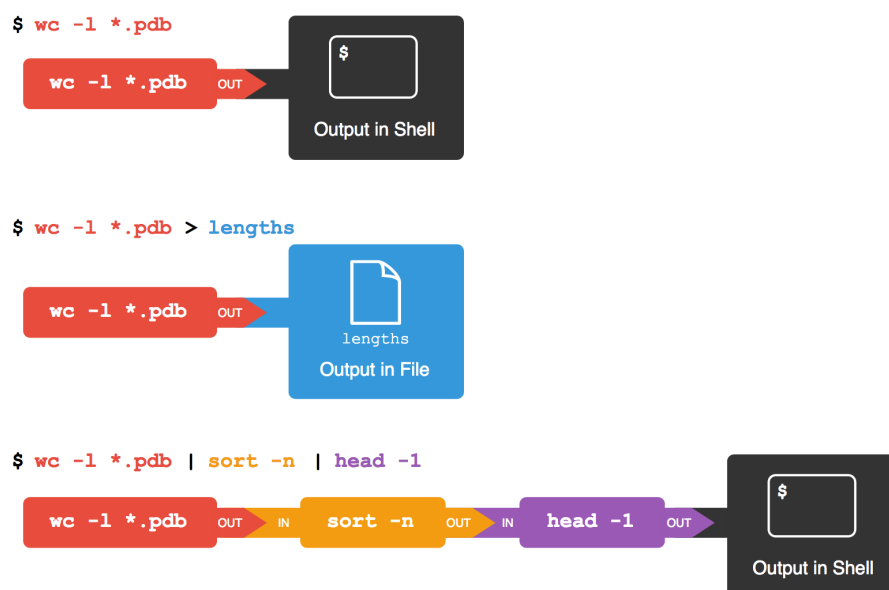 $ wc -l *.pdb
wc -l *.pdb OUT
$
Output in Shell
$ wc -l *.pdb > lengths
wc -l *.pdb OUT
lengths
Output in File
$ wc -l *.pdb | sort -n | head -1
wc -l *.pdb OUT IN sort -n OUT IN head -1 OUT
$
Output in Shell